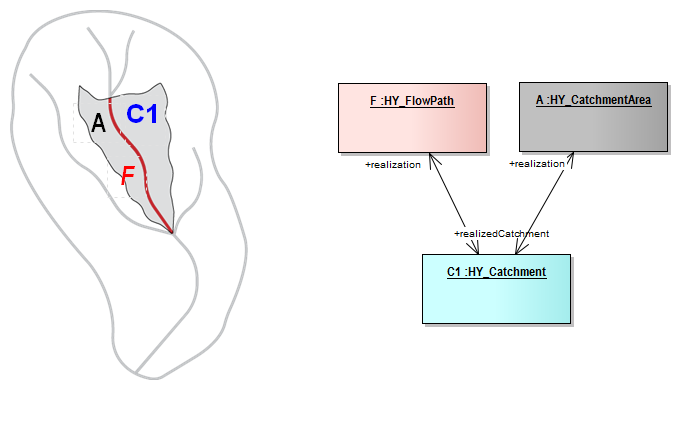 C1
A
F
F :HY_FlowPath
A :HY_CatchmentArea
+realization
+realization
+realizedCatchment
C1 :HY_Catchment